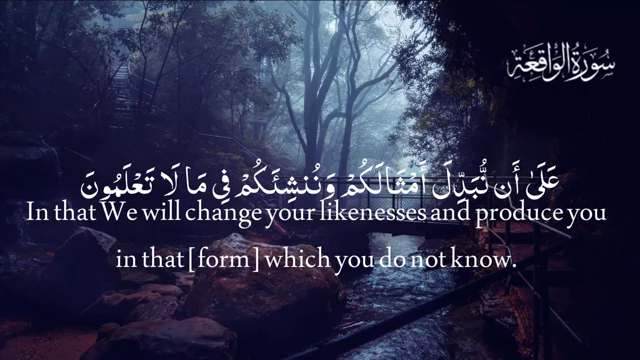 سُورَةُ الْوَاقِعَةِ
عَلَىٰ أَن نُّبَدِّلَ أَمْثَالَكُمْ وَنُنشِئَكُمْ فِي مَا لَا تَعْلَمُونَ
In that We will change your likenesses and produce you
in that [form] which you do not know.